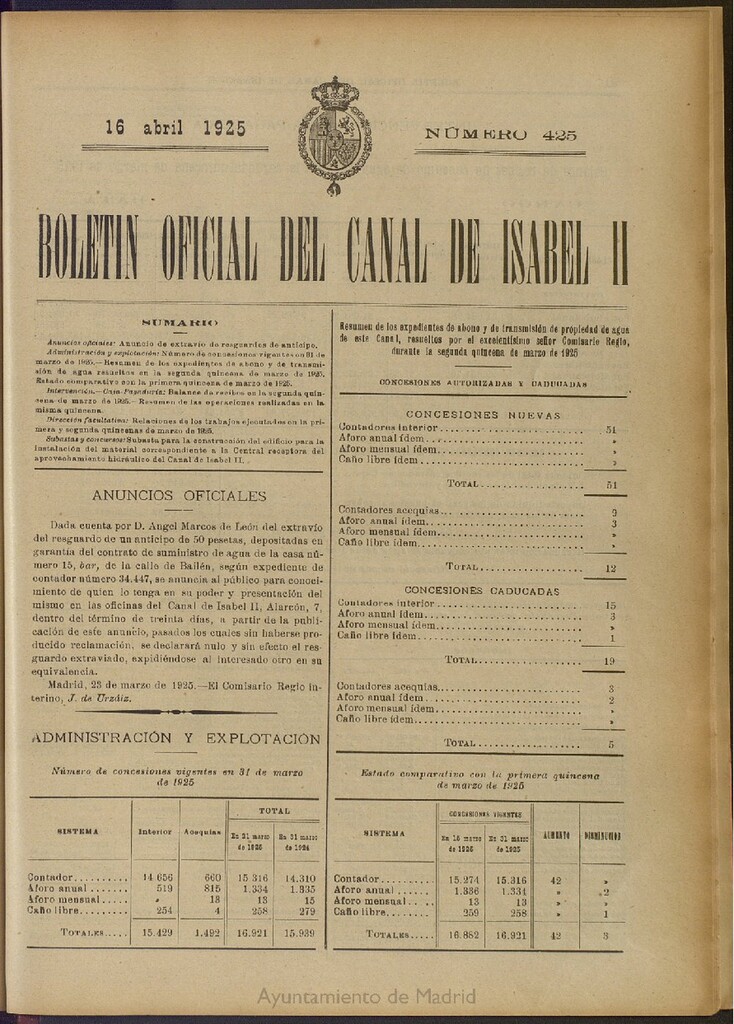 16 abril 1925
NÚMERO 425
BOLETIN OFICIAL DEL CANAL DE ISABEL II
SUMARIO
Anuncios oficiales: Anuncio de extravío de resguardos de anticipo.
Administración y explotación: Número de concesiones vigentes en 31 de
marzo de 1925.—Resumen de los expedientes de abono y de transmi-
sión de agua resueltos en la segunda quincena de marzo de 1925.
Estado comparativo con la primera quincena de marzo de 1925.
Intervención.—Caja-Pagaduría: Balance de recibos en la segunda quin-
cena de marzo de 1925.—Resumen de las operaciones realizadas en la
misma quincena.
Dirección facultativa: Relaciones de los trabajos ejecutados en la pri-
mera y segunda quincenas de marzo de 1925.
Subastas y concursos: Subasta para la construcción del edificio para la
instalación del material correspondiente a la Central receptora del
aprovechamiento hidráulico del Canal de Isabel II.
ANUNCIOS OFICIALES
Dada cuenta por D. Angel Marcos de León del extravío
del resguardo de un anticipo de 50 pesetas, depositadas en
garantía del contrato de suministro de agua de la casa nú-
mero 15, bar, de la calle de Bailén, según expediente de
contador número 34.447, se anuncia al público para conoci-
miento de quien lo tenga en su poder y presentación del
mismo en las oficinas del Canal de Isabel II, Alarcón, 7,
dentro del término de treinta días, a partir de la publi-
cación de este anuncio, pasados los cuales sin haberse pro-
ducido reclamación, se declarará nulo y sin efecto el res-
guardo extraviado, expidiéndose al interesado otro en su
equivalencia.
Madrid, 23 de marzo de 1925.—El Comisario Regio in-
terino, J. de Urzáiz.
ADMINISTRACIÓN Y EXPLOTACIÓN
Número de concesiones vigentes en 31 de marzo
de 1925
TOTAL
SISTEMA Interior Acequias En 31 marzo de 1925 En 31 marzo de 1924
Contador.......... 14.656 660 15.316 14.310
Aforo anual....... 519 815 1.334 1.335
Aforo mensual..... » 13 13 15
Caño libre........ 254 4 258 279
TOTALES..... 15.429 1.492 16.921 15.939
Resumen de los expedientes de abono y de transmisión de propiedad de agua
de este Canal, resueltos por el excelentísimo señor Comisario Regio,
durante la segunda quincena de marzo de 1925
CONCESIONES AUTORIZADAS Y CADUCADAS
CONCESIONES NUEVAS
Contadores interior.......... 51
Aforo anual ídem.......... »
Aforo mensual ídem.......... »
Caño libre ídem.......... »
TOTAL.......... 51
Contadores acequias.......... 9
Aforo anual ídem.......... 3
Aforo mensual ídem.......... »
Caño libre ídem.......... »
TOTAL.......... 12
CONCESIONES CADUCADAS
Contadores interior.......... 15
Aforo anual ídem.......... 3
Aforo mensual ídem.......... »
Caño libre ídem.......... 1
TOTAL.......... 19
Contadores acequias.......... 3
Aforo anual ídem.......... 2
Aforo mensual ídem.......... »
Caño libre ídem.......... »
TOTAL.......... 5
Estado comparativo con la primera quincena
de marzo de 1925
CONCESIONES VIGENTES
SISTEMA En 15 marzo de 1925 En 31 marzo de 1925 AUMENTO DISMINUCIÓN
Contador.......... 15.274 15.316 42 »
Aforo anual...... 1.336 1.334 » 2
Aforo mensual.... 13 13 » »
Caño libre........ 259 258 » 1
TOTALES..... 16.882 16.921 42 3
Ayuntamiento de Madrid